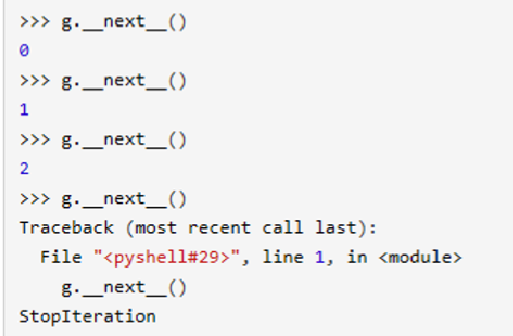 >>> g.__next__()
0
>>> g.__next__()
1
>>> g.__next__()
2
>>> g.__next__()
Traceback (most recent call last):
  File "<pyshell#29>", line 1, in <module>
    g.__next__()
StopIteration